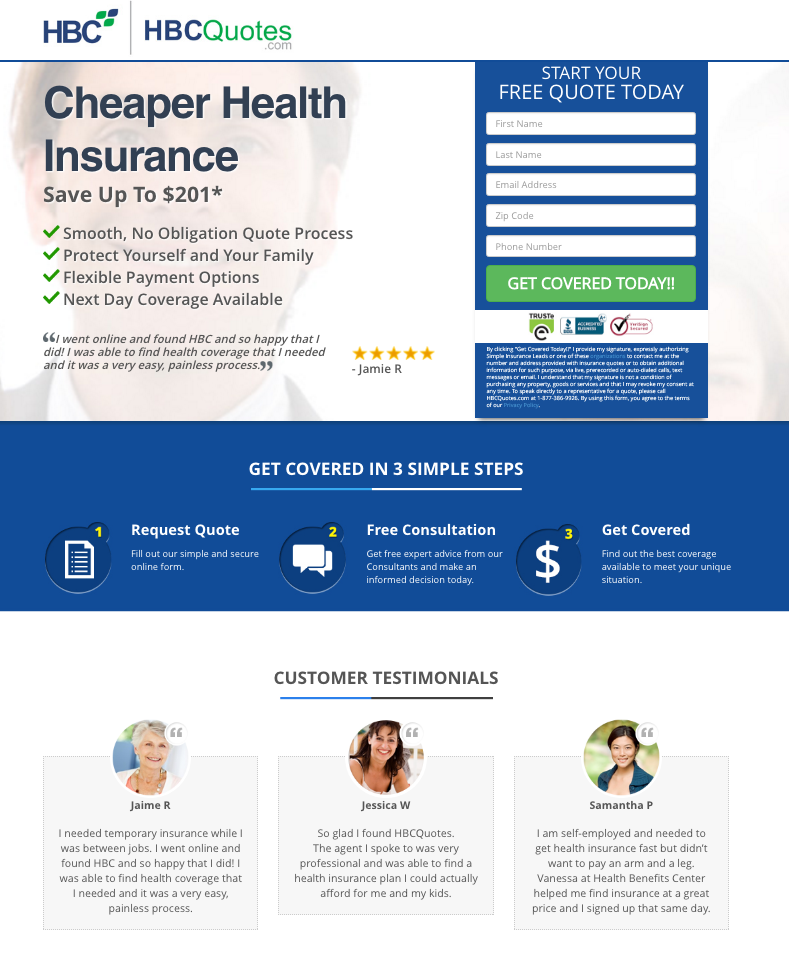 HBC
HBCQuotes
.com
Cheaper Health
Insurance
Save Up To $201*
Smooth, No Obligation Quote Process
Protect Yourself and Your Family
Flexible Payment Options
Next Day Coverage Available
“I went online and found HBC and so happy that I
did! I was able to find health coverage that I needed
and it was a very easy, painless process.”
- Jamie R
START YOUR
FREE QUOTE TODAY
First Name
Last Name
Email Address
Zip Code
Phone Number
GET COVERED TODAY!!
TRUSTe
ACCREDITED
BUSINESS
A+
BBB
VeriSign
Secured
By clicking "Get Covered Today!!" I provide my signature, expressly authorizing
Simple Insurance Leads or one of these organizations to contact me at the
number and address provided with insurance quotes or to obtain additional
information for such purpose, via live, prerecorded or auto-dialed calls, text
messages or email. I understand that my signature is not a condition of
purchasing any property, goods or services and that I may revoke my consent at
any time. To speak directly to a representative for a quote, please call
HBCQuotes.com at 1-877-386-9926. By using this form, you agree to the terms
of our Privacy Policy.
GET COVERED IN 3 SIMPLE STEPS
1
Request Quote
Fill out our simple and secure
online form.
2
Free Consultation
Get free expert advice from our
Consultants and make an
informed decision today.
3
$
Get Covered
Find out the best coverage
available to meet your unique
situation.
CUSTOMER TESTIMONIALS
Jaime R
I needed temporary insurance while I
was between jobs. I went online and
found HBC and so happy that I did! I
was able to find health coverage that
I needed and it was a very easy,
painless process.
Jessica W
So glad I found HBCQuotes.
The agent I spoke to was very
professional and was able to find a
health insurance plan I could actually
afford for me and my kids.
Samantha P
I am self-employed and needed to
get health insurance fast but didn't
want to pay an arm and a leg.
Vanessa at Health Benefits Center
helped me find insurance at a great
price and I signed up that same day.